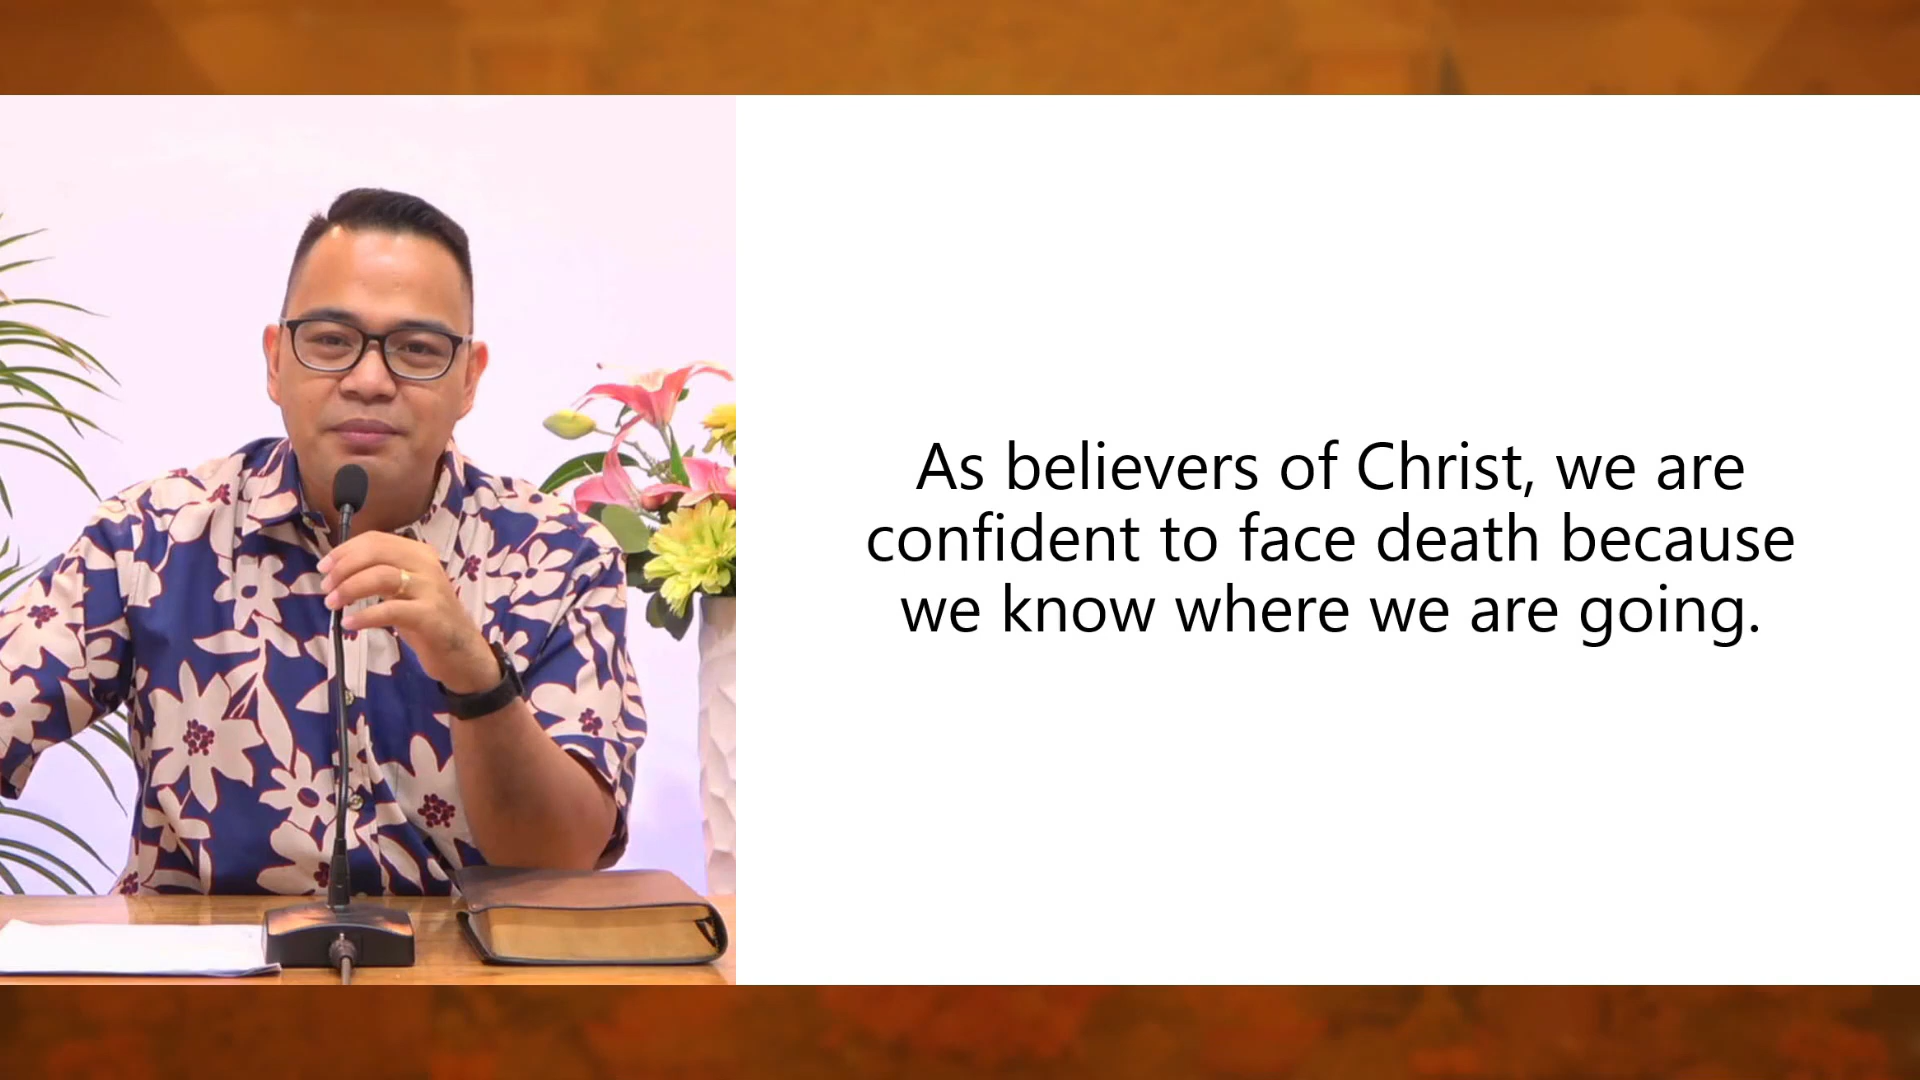 As believers of Christ, we are
confident to face death because
we know where we are going.